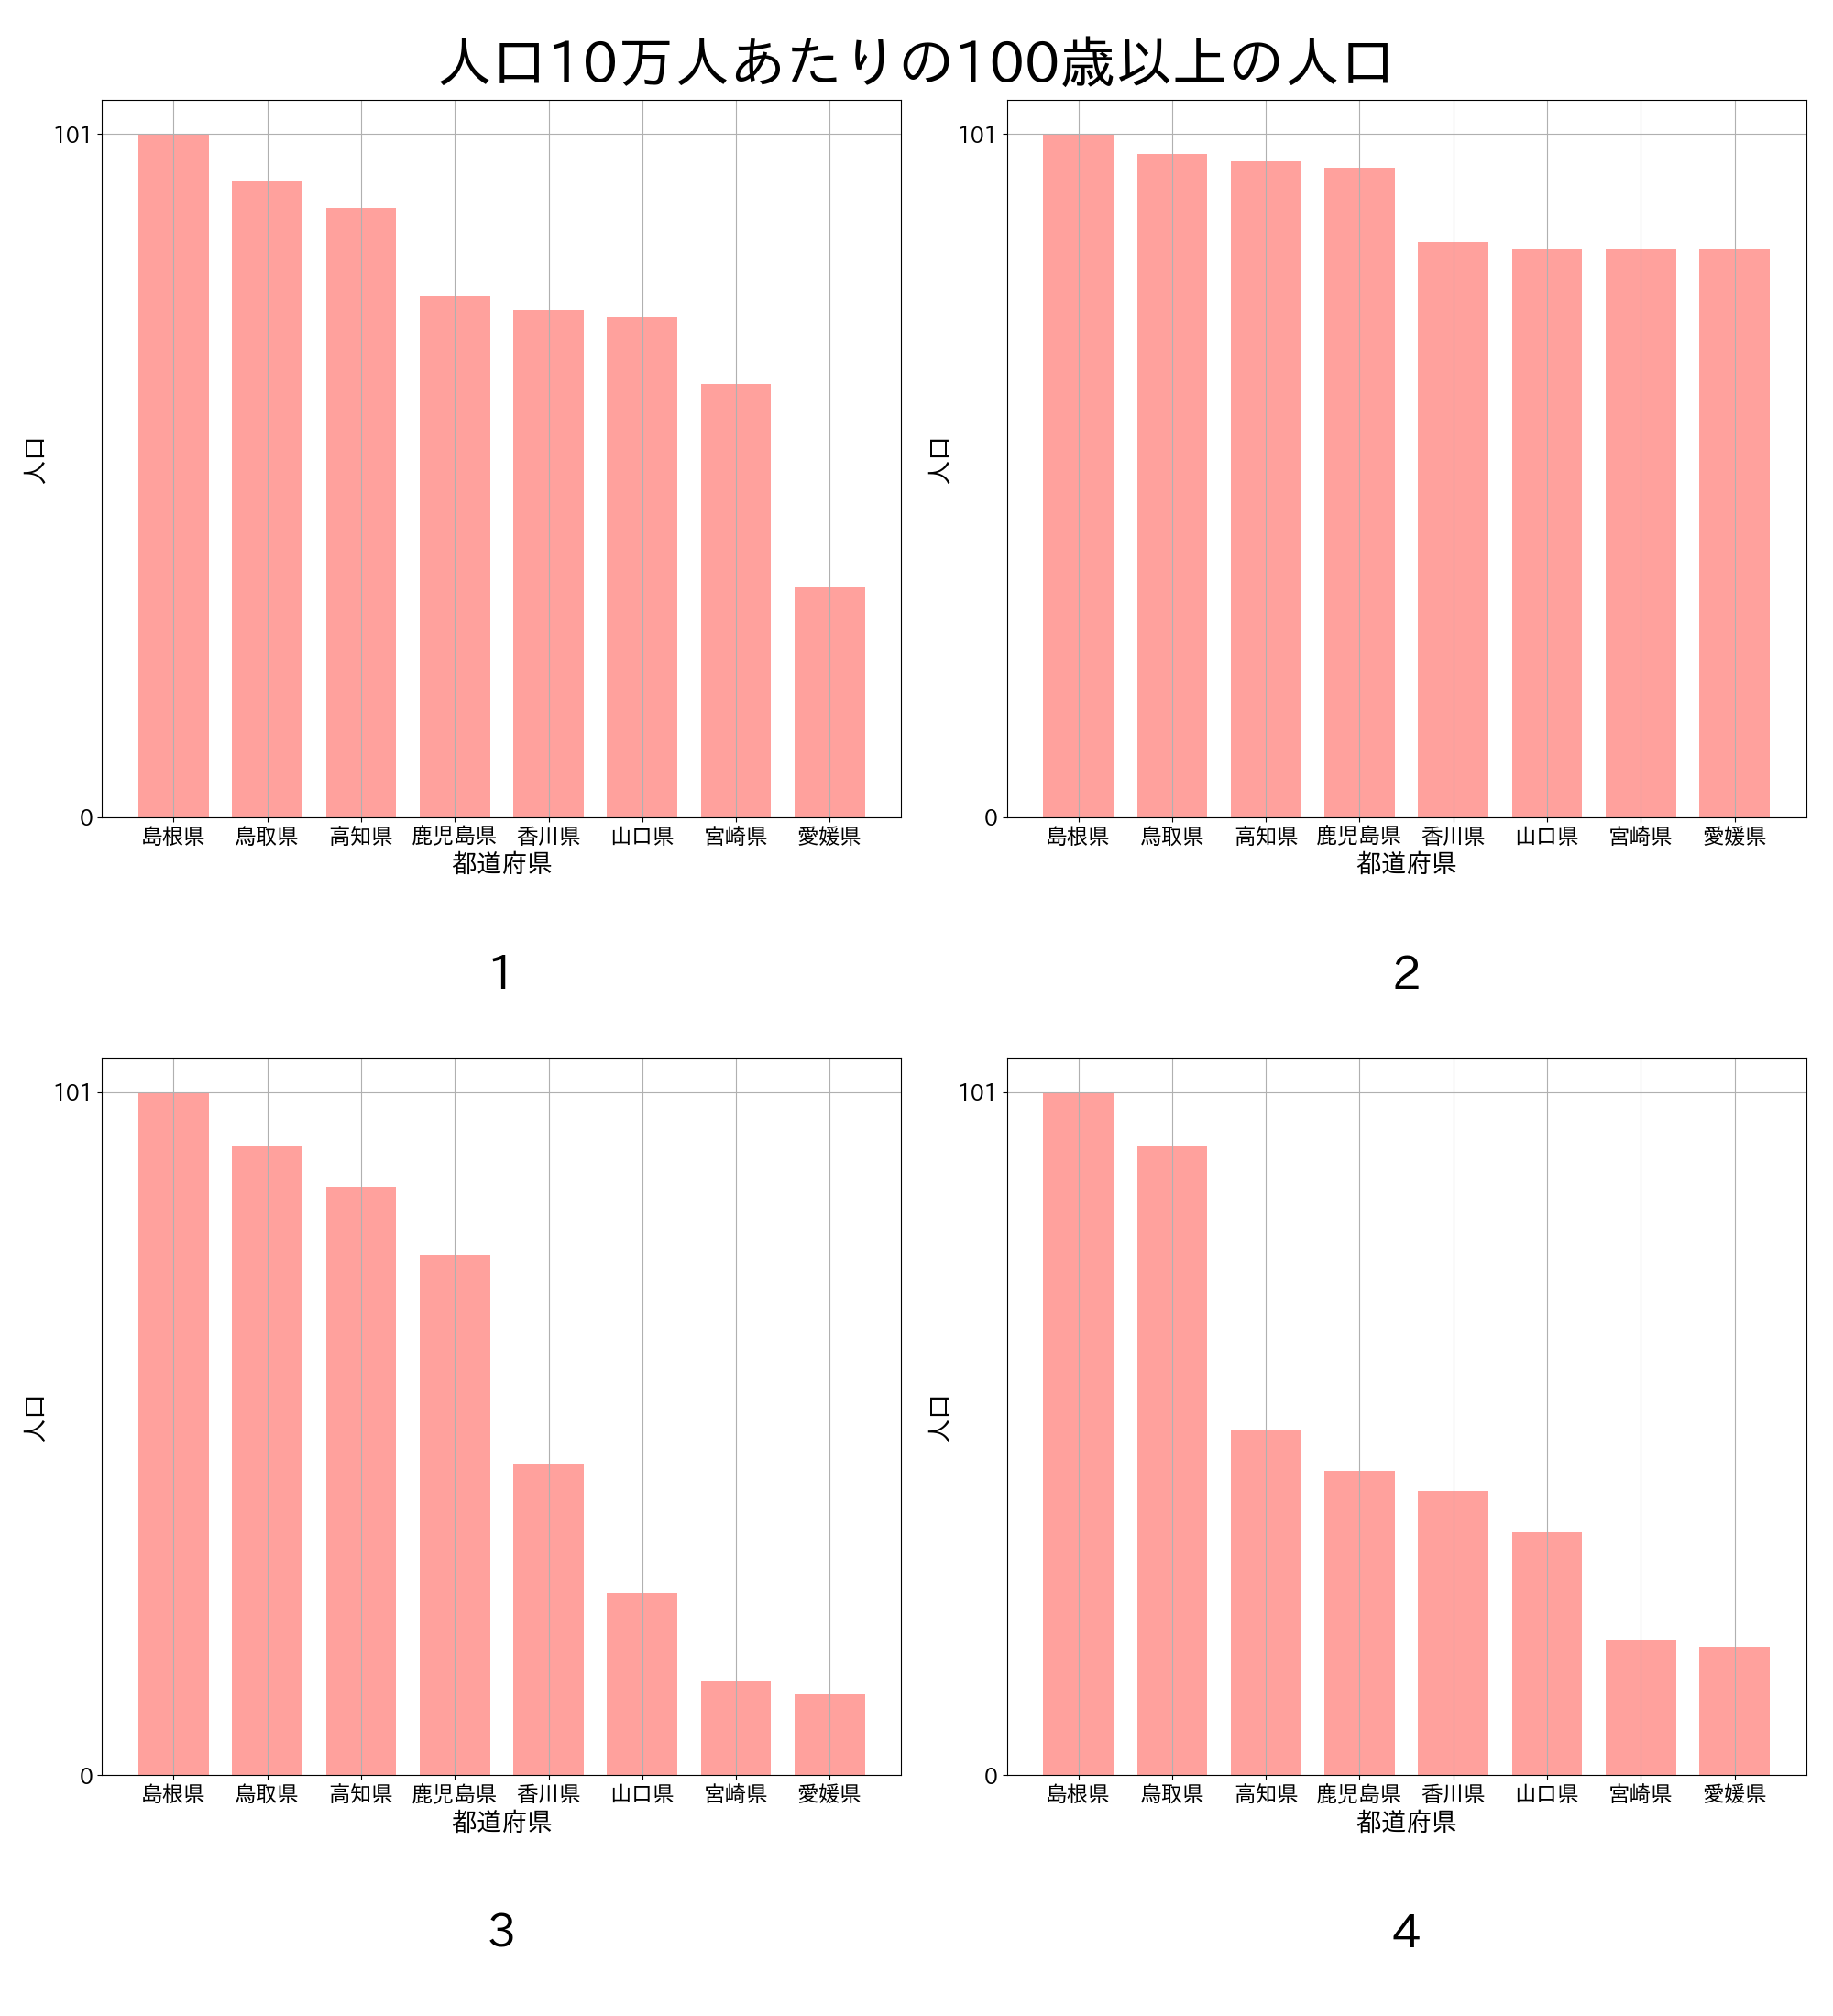 人口10万人あたりの100歳以上の人口
101
0
人口
島根県 鳥取県 高知県 鹿児島県 香川県 山口県 宮崎県 愛媛県
都道府県
1
101
0
人口
島根県 鳥取県 高知県 鹿児島県 香川県 山口県 宮崎県 愛媛県
都道府県
2
101
0
人口
島根県 鳥取県 高知県 鹿児島県 香川県 山口県 宮崎県 愛媛県
都道府県
3
101
0
人口
島根県 鳥取県 高知県 鹿児島県 香川県 山口県 宮崎県 愛媛県
都道府県
4